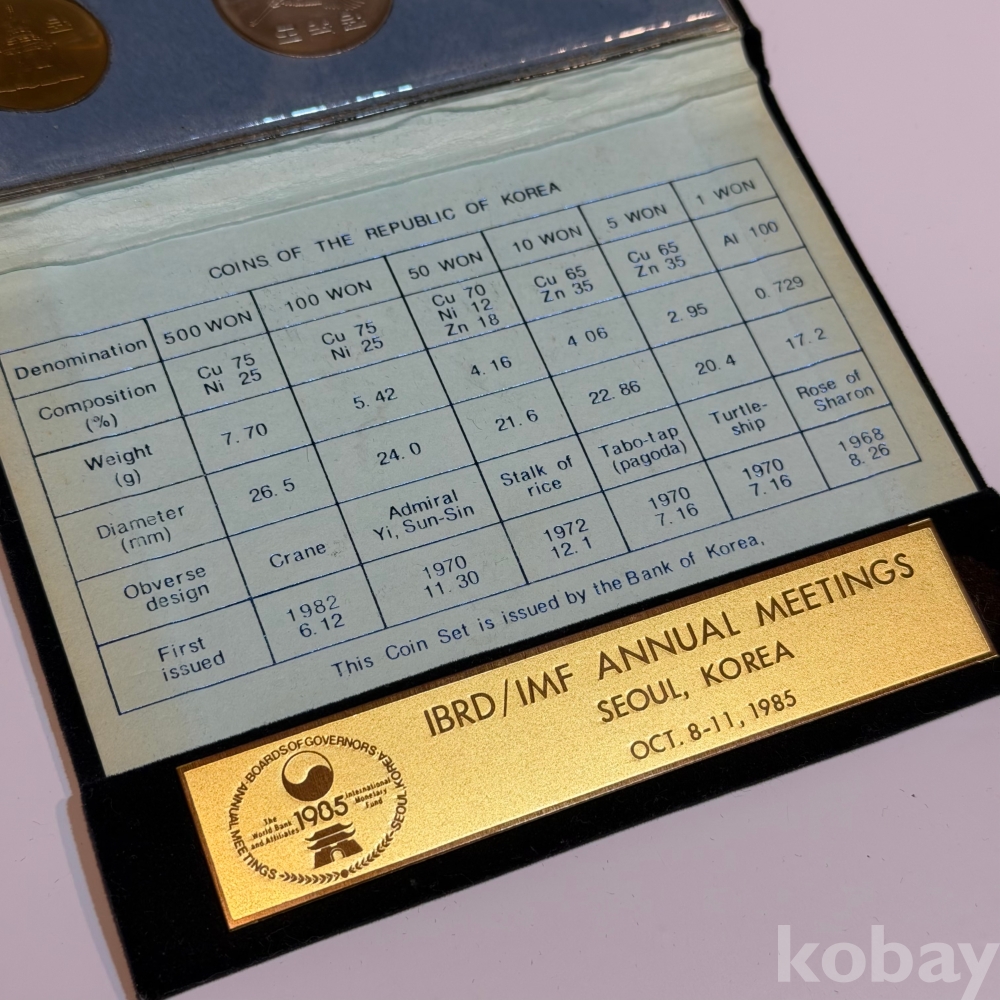 COINS OF THE REPUBLIC OF KOREA
Denomination 500 WON 100 WON 50 WON 10 WON 5 WON 1 WON
Composition (%) Cu 75 Ni 25 Cu 75 Ni 25 Cu 70 Ni 12 Zn 18 Cu 65 Zn 35 Cu 65 Zn 35 Al 100
Weight (g) 7.70 5.42 4.16 4.06 2.95 0.729
Diameter (mm) 26.5 24.0 21.6 22.86 20.4 17.2
Obverse design Crane Admiral Yi, Sun-Sin Stalk of rice Tabo-tap (pagoda) Turtle-ship Rose of Sharon
First issued 1982 6.12 1970 11.30 1972 12.1 1970 7.16 1970 7.16 1968 8.26
This Coin Set is issued by the Bank of Korea,
IBRD/IMF ANNUAL MEETINGS
SEOUL, KOREA
OCT. 8-11, 1985
ANNUAL MEETINGS·BOARDS OF GOVERNORS·SEOUL KOREA
1985
The World Bank and Affiliates
International Monetary Fund
kobay